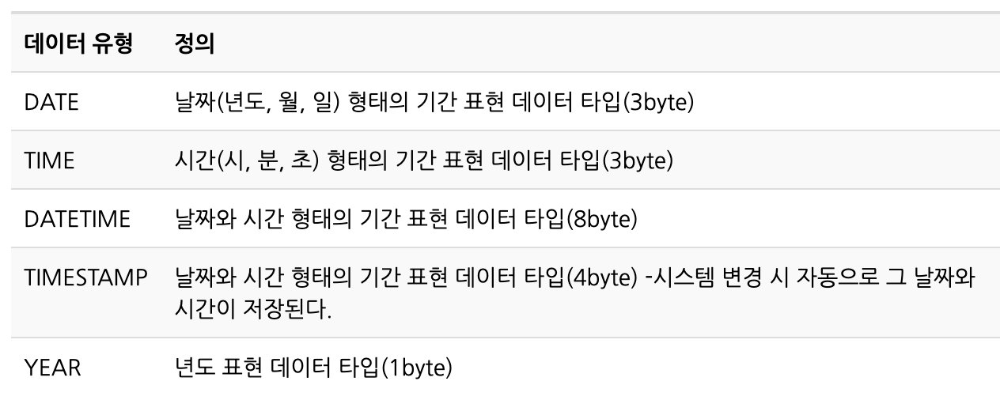 데이터 유형 정의
DATE 날짜(년도, 월, 일) 형태의 기간 표현 데이터 타입(3byte)
TIME 시간(시, 분, 초) 형태의 기간 표현 데이터 타입(3byte)
DATETIME 날짜와 시간 형태의 기간 표현 데이터 타입(8byte)
TIMESTAMP 날짜와 시간 형태의 기간 표현 데이터 타입(4byte) -시스템 변경 시 자동으로 그 날짜와
시간이 저장된다.
YEAR 년도 표현 데이터 타입(1byte)